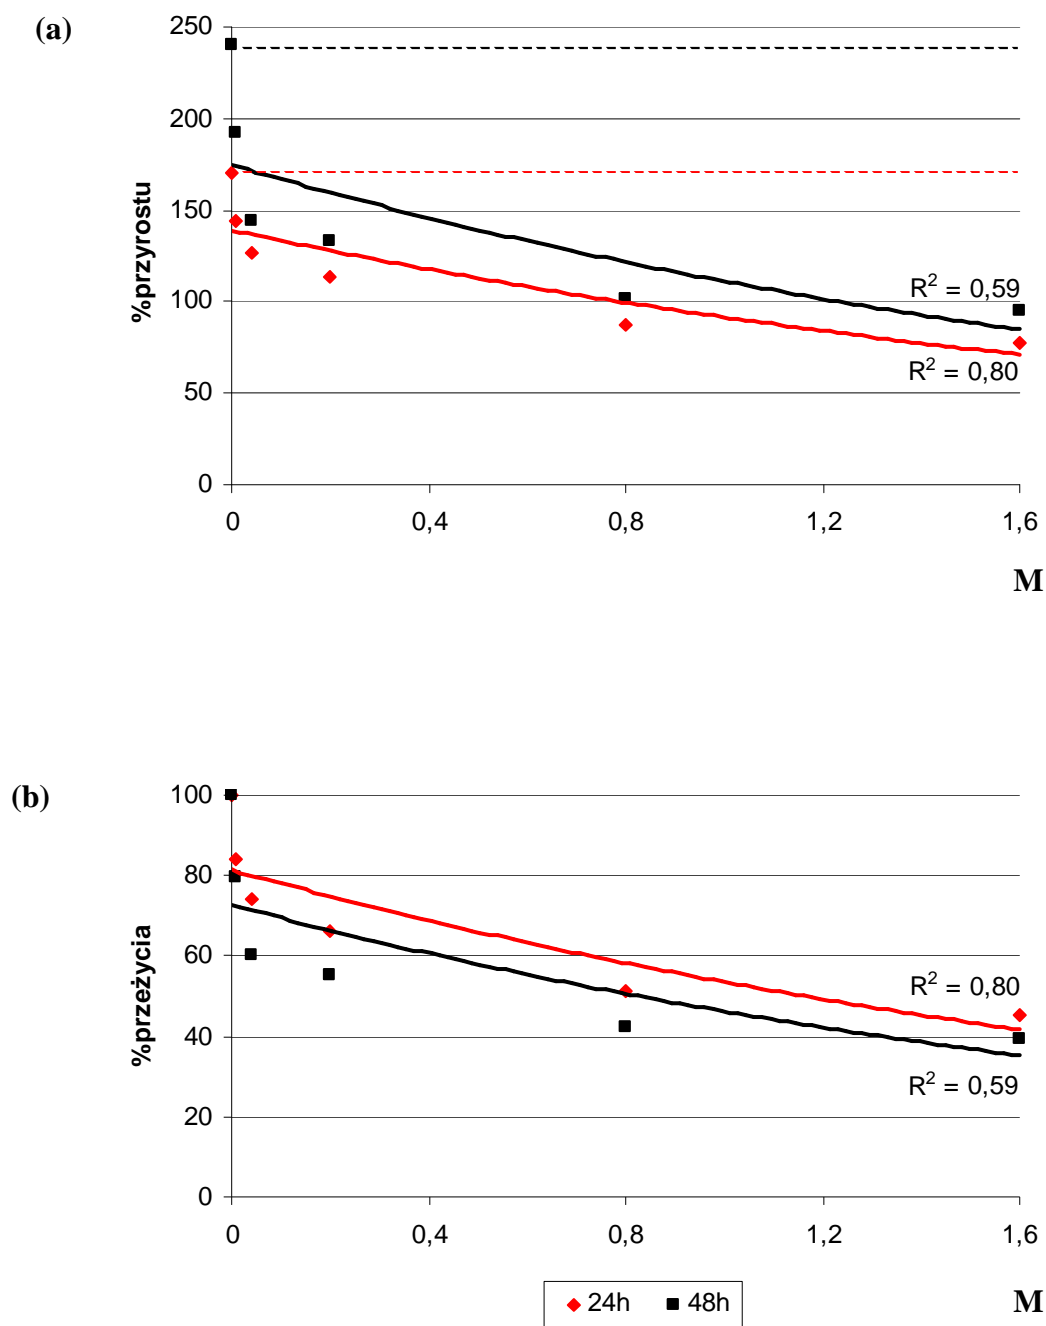 (a)
%przyrostu
250
200
150
100
50
0
R² = 0,59
R² = 0,80
0 0,4 0,8 1,2 1,6
M
(b)
%przeżycia
100
80
60
40
20
0
R² = 0,80
R² = 0,59
0 0,4 0,8 1,2 1,6
24h 48h
M